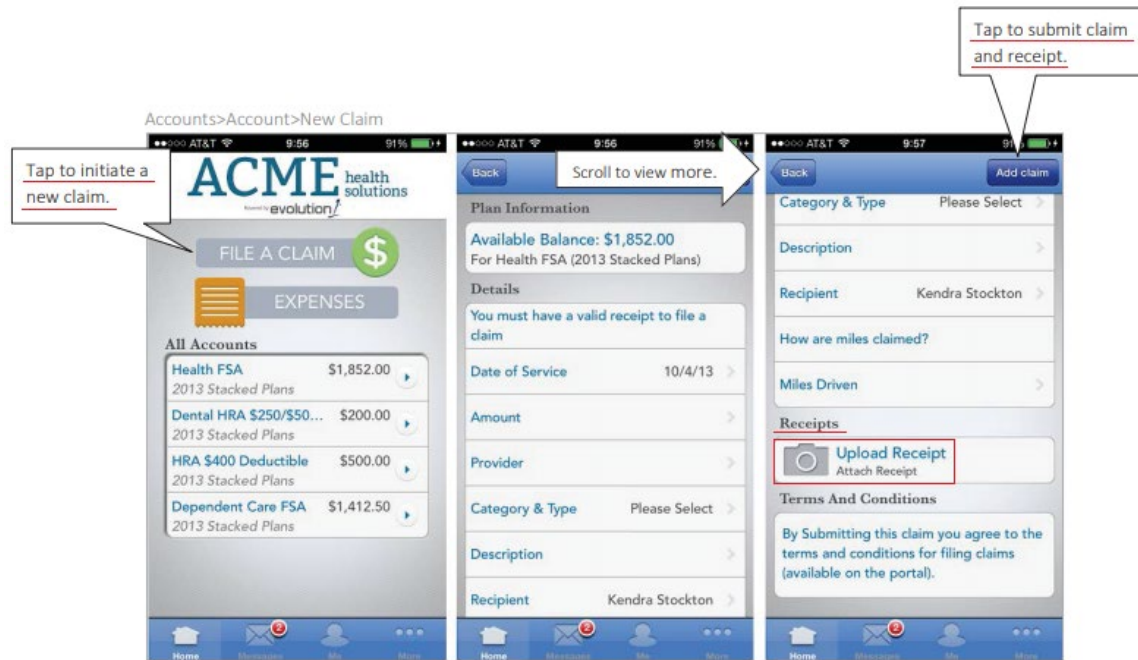 Tap to submit claim
and receipt.
Accounts>Account>New Claim
Tap to initiate a
new claim.
AT&T 9:56 91%
ACME health
solutions
evolution
FILE A CLAIM $
EXPENSES
All Accounts
Health FSA $1,852.00
2013 Stacked Plans
Dental HRA $250/$50... $200.00
2013 Stacked Plans
HRA $400 Deductible $500.00
2013 Stacked Plans
Dependent Care FSA $1,412.50
2013 Stacked Plans
2
Home Messages Me More
AT&T 9:56 91%
Back
Scroll to view more.
Plan Information
Available Balance: $1,852.00
For Health FSA (2013 Stacked Plans)
Details
You must have a valid receipt to file a
claim
Date of Service 10/4/13
Amount
Provider
Category & Type Please Select
Description
Recipient Kendra Stockton
2
Home Messages Me More
AT&T 9:57 91%
Back Add claim
Category & Type Please Select
Description
Recipient Kendra Stockton
How are miles claimed?
Miles Driven
Receipts
Upload Receipt
Attach Receipt
Terms And Conditions
By Submitting this claim you agree to the
terms and conditions for filing claims
(available on the portal).
2
Home Messages Me More